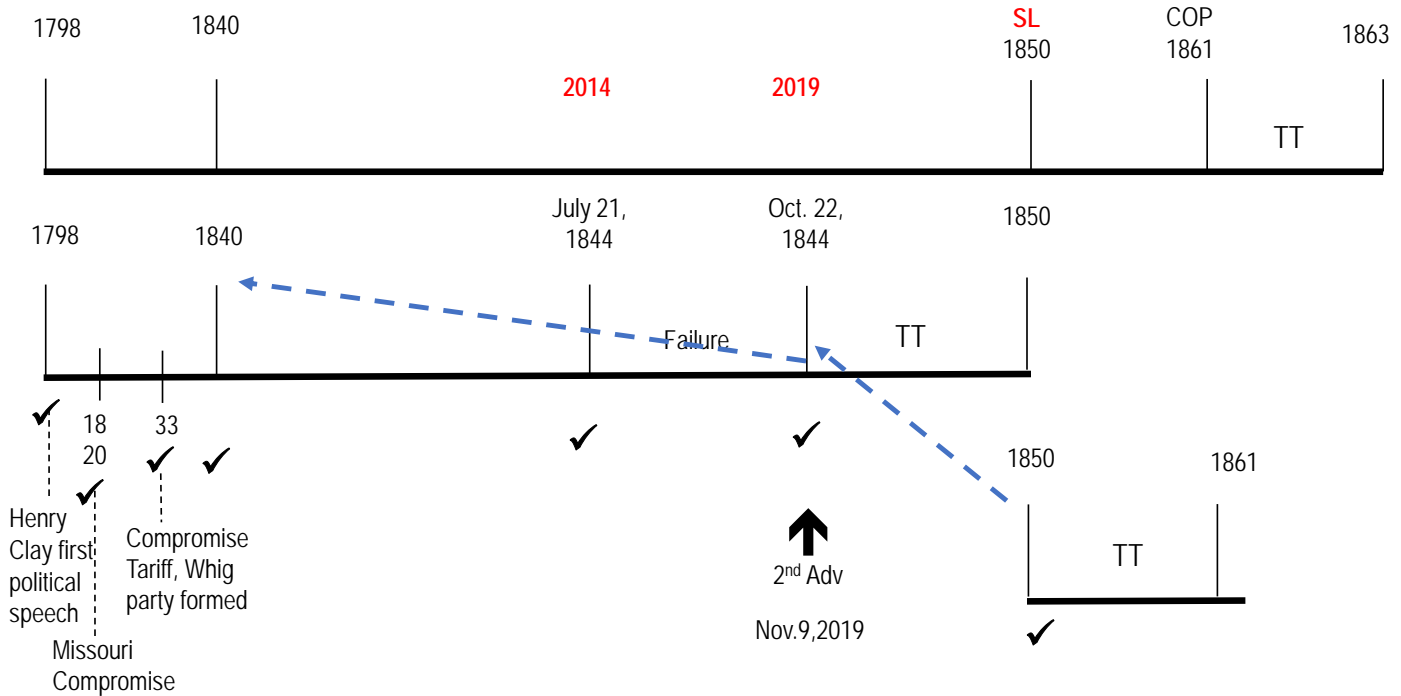 1798
1840
SL
1850
COP
1861
1863
2014
2019
TT
1798
1840
July 21,
1844
Oct. 22,
1844
1850
Failure
TT
18
20
33
1850
1861
Henry
Clay first
political
speech
Compromise
Tariff, Whig
party formed
TT
2nd Adv
Nov.9,2019
Missouri
Compromise